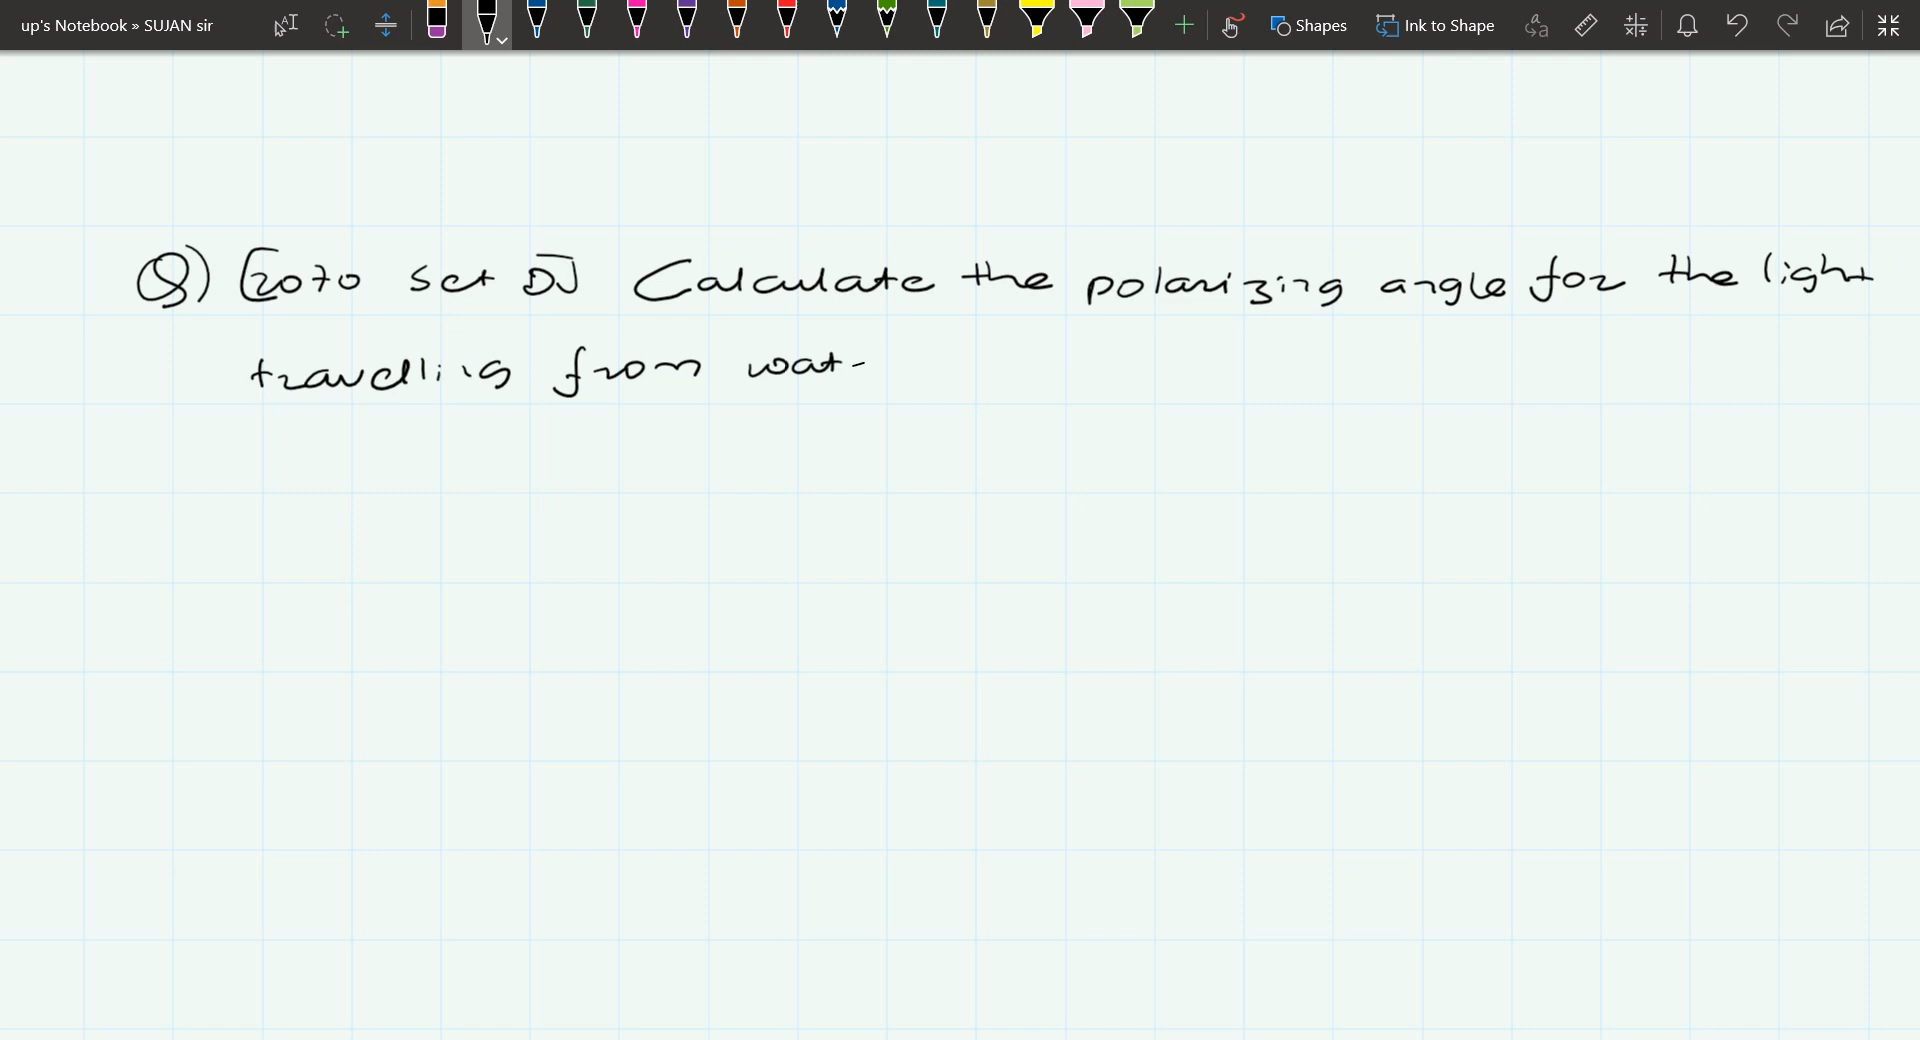 up's Notebook » SUJAN sir
Shapes
Ink to Shape
Q) [2070 set D] Calculate the polarizing angle for the light
travelling from wat